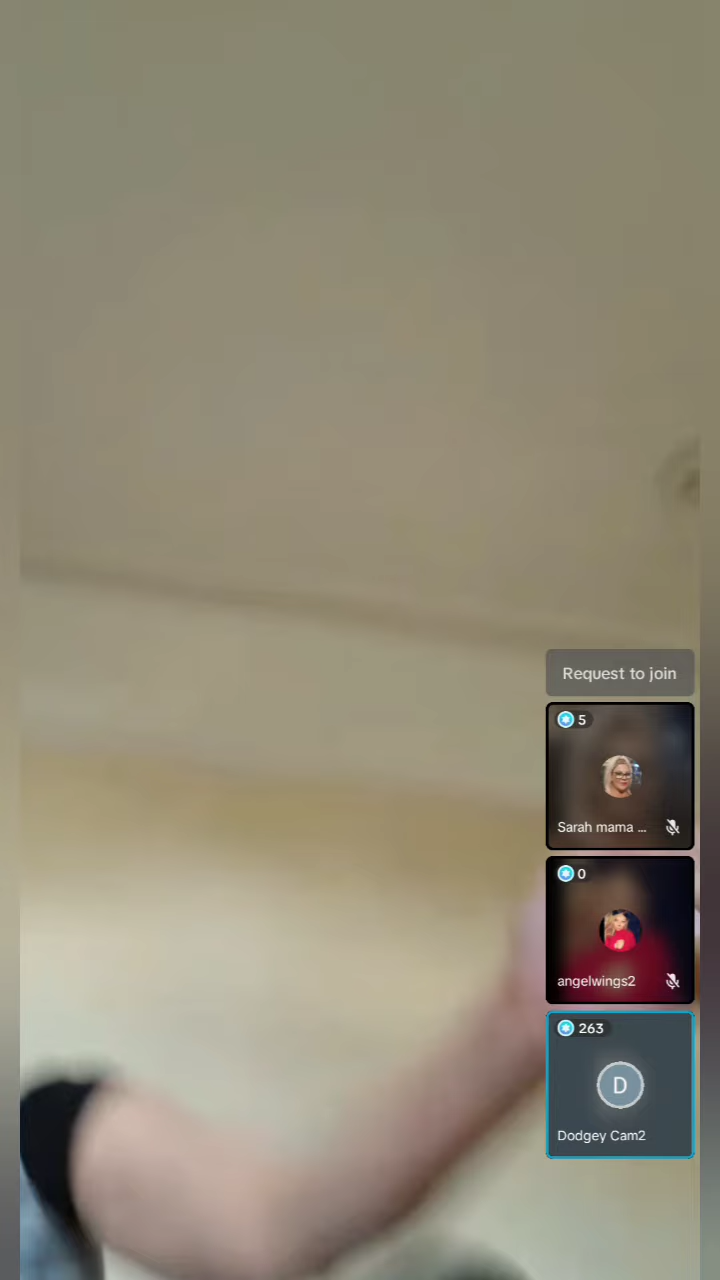 Request to join
5
Sarah mama ...
0
angelwings2
263
D
Dodgey Cam2